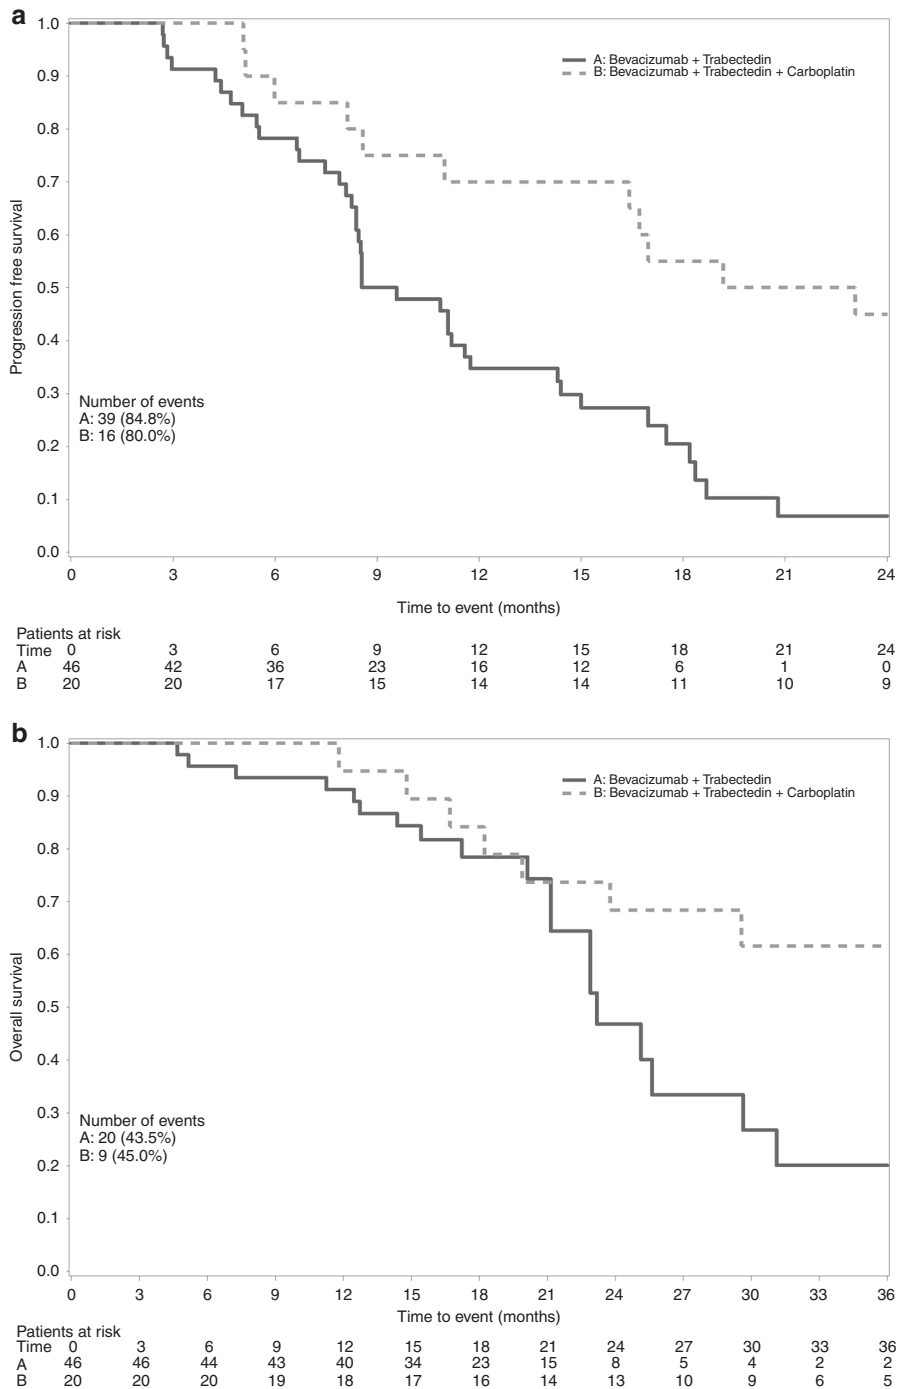 a
1.0
0.9
0.8
0.7
0.6
0.5
0.4
0.3
0.2
0.1
0.0
Progression free survival
A: Bevacizumab + Trabectedin
B: Bevacizumab + Trabectedin + Carboplatin
Number of events
A: 39 (84.8%)
B: 16 (80.0%)
0 3 6 9 12 15 18 21 24
Time to event (months)
Patients at risk
Time 0 3 6 9 12 15 18 21 24
A 46 42 36 23 16 12 6 1 0
B 20 20 17 15 14 14 11 10 9
b
1.0
0.9
0.8
0.7
0.6
0.5
0.4
0.3
0.2
0.1
0.0
Overall survival
A: Bevacizumab + Trabectedin
B: Bevacizumab + Trabectedin + Carboplatin
Number of events
A: 20 (43.5%)
B: 9 (45.0%)
0 3 6 9 12 15 18 21 24 27 30 33 36
Time to event (months)
Patients at risk
Time 0 3 6 9 12 15 18 21 24 27 30 33 36
A 46 46 44 43 40 34 23 15 8 5 4 2 2
B 20 20 20 19 18 17 16 14 13 10 9 6 5